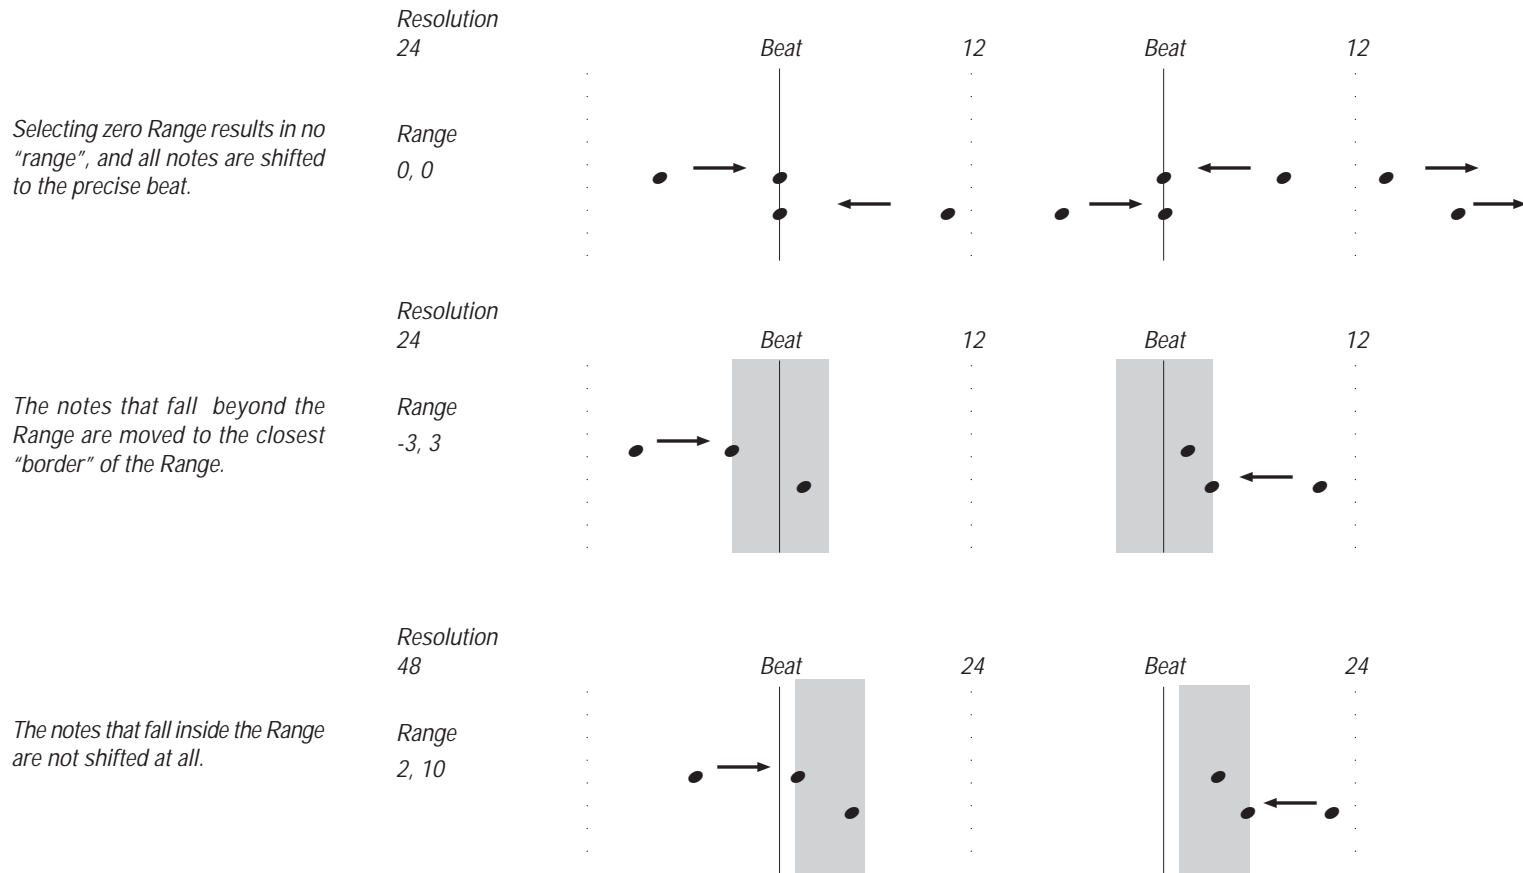 Resolution
24 Beat 12 Beat 12
Selecting zero Range results in no
“range”, and all notes are shifted
to the precise beat.
Range
0, 0
Resolution
24 Beat 12 Beat 12
The notes that fall beyond the
Range are moved to the closest
“border” of the Range.
Range
-3, 3
Resolution
48 Beat 24 Beat 24
The notes that fall inside the Range
are not shifted at all.
Range
2, 10